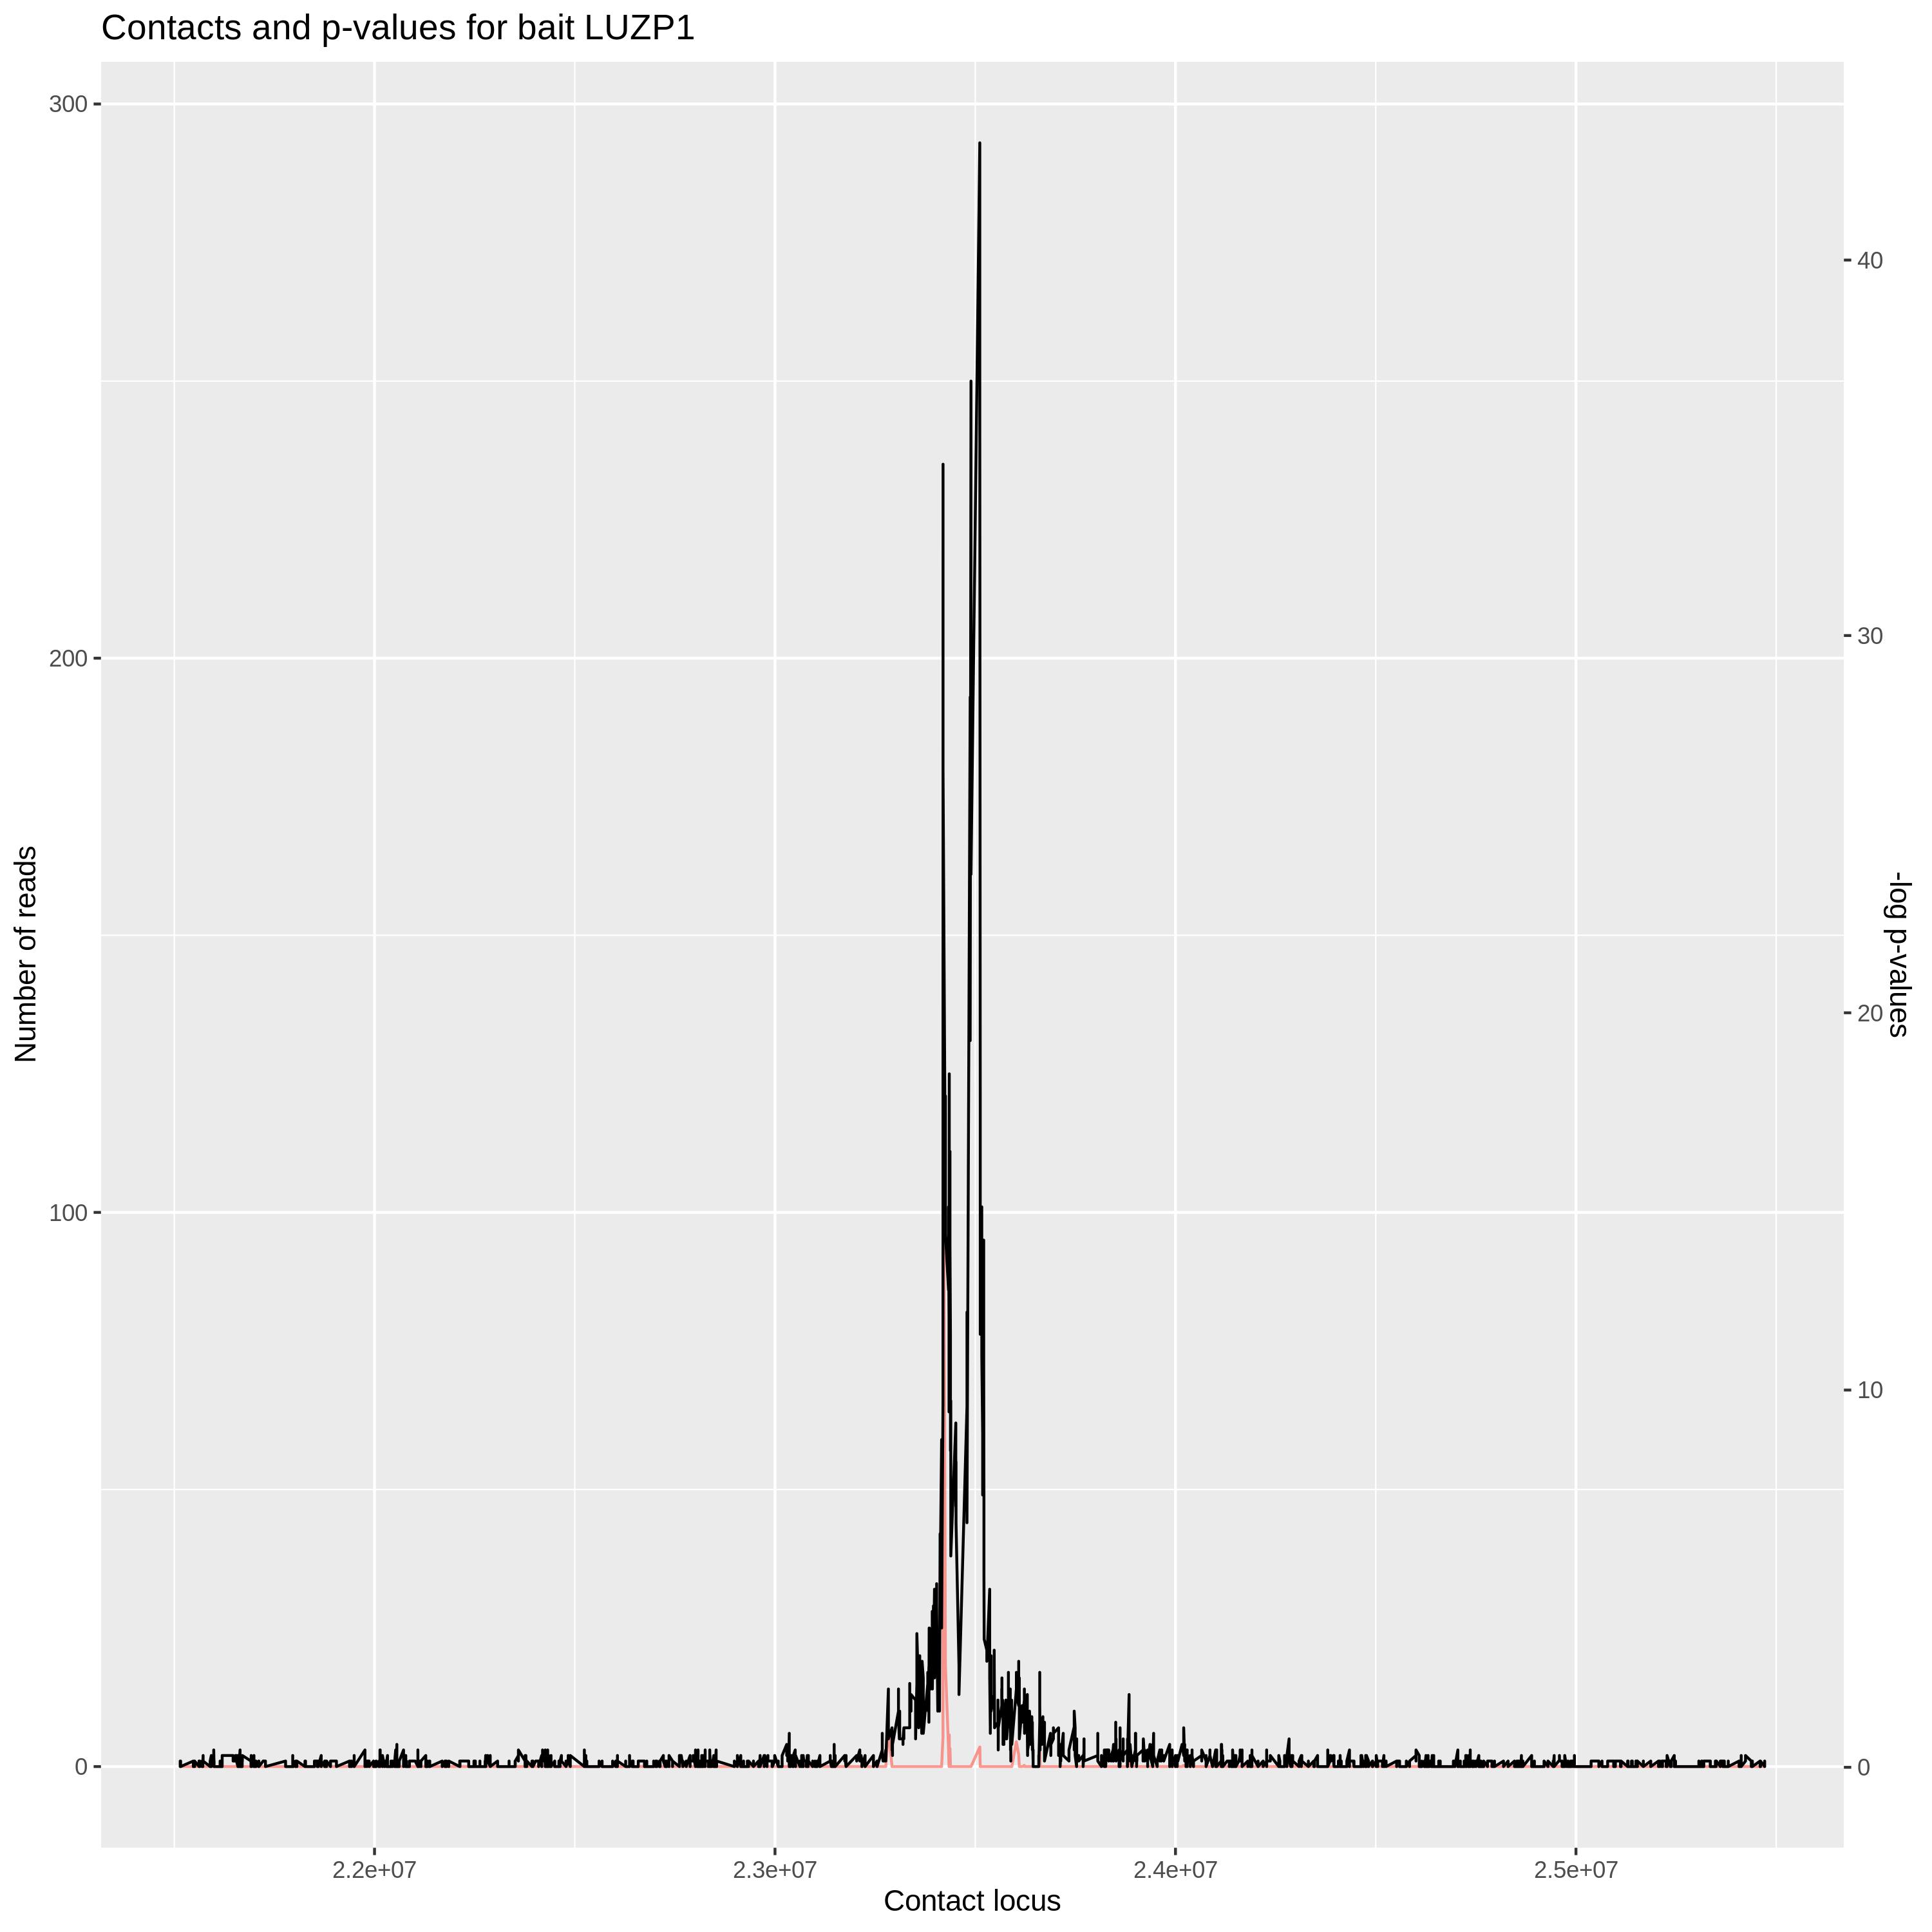 Contacts and p-values for bait LUZP1
300
200
100
0
Number of reads
40
30
20
10
0
-log p-values
2.2e+07
2.3e+07
2.4e+07
2.5e+07
Contact locus